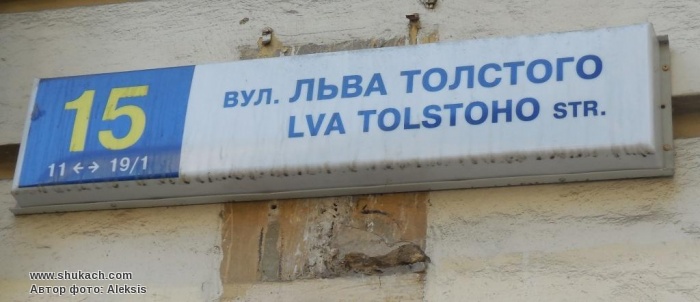 15
11 ←→ 19/1
ВУЛ. ЛЬВА ТОЛСТОГО
LVA TOLSTOHO STR.
www.shukach.com
Автор фото: Aleksis